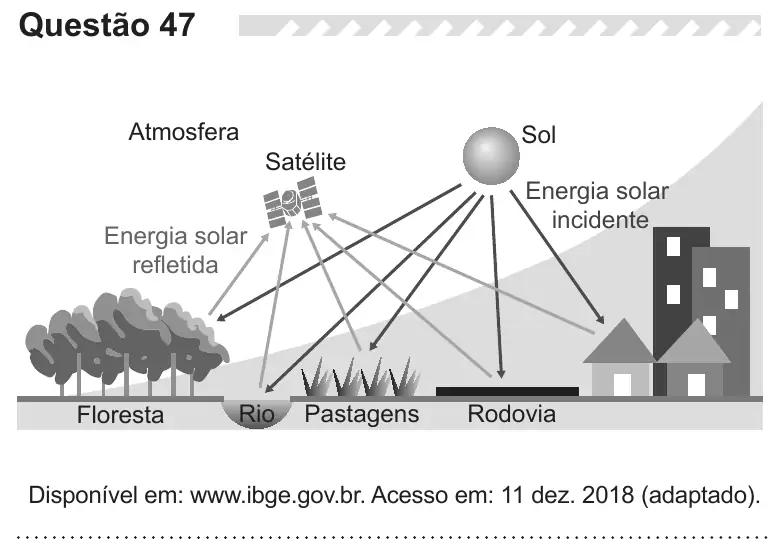 Questão 47
Atmosfera
Sol
Satélite
Energia solar
incidente
Energia solar
refletida
Floresta
Rio
Pastagens
Rodovia
Disponível em: www.ibge.gov.br. Acesso em: 11 dez. 2018 (adaptado).